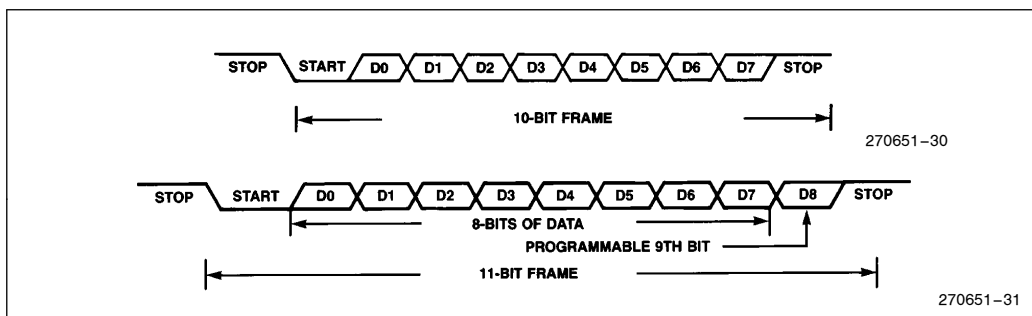 STOP START D0 D1 D2 D3 D4 D5 D6 D7 STOP
10-BIT FRAME
270651–30
STOP START D0 D1 D2 D3 D4 D5 D6 D7 D8 STOP
8-BITS OF DATA
PROGRAMMABLE 9TH BIT
11-BIT FRAME
270651–31